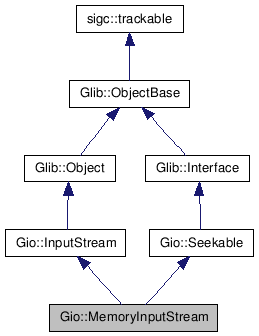 sigc::trackable
Glib::ObjectBase
Glib::Object
Glib::Interface
Gio::InputStream
Gio::Seekable
Gio::MemoryInputStream